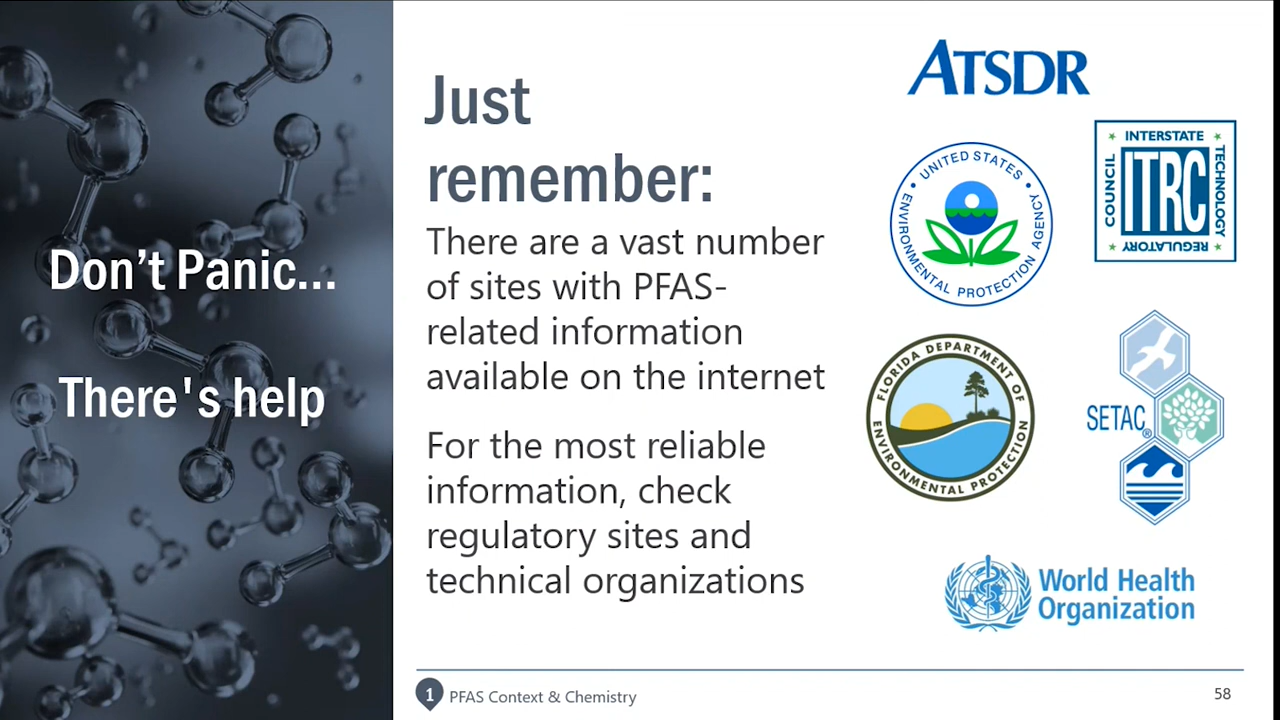 Don't Panic...
There's help
Just
remember:
There are a vast number
of sites with PFAS-
related information
available on the internet
For the most reliable
information, check
regulatory sites and
technical organizations
ATSDR
UNITED STATES
ENVIRONMENTAL PROTECTION AGENCY
INTERSTATE
TECHNOLOGY
REGULATORY
COUNCIL
ITRC
FLORIDA DEPARTMENT OF
ENVIRONMENTAL PROTECTION
SETAC®
World Health
Organization
1 PFAS Context & Chemistry
58